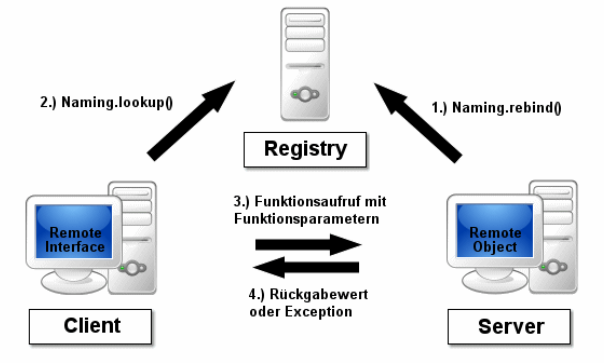 2.) Naming.lookup()
1.) Naming.rebind()
Registry
3.) Funktionsaufruf mit
Funktionsparametern
Remote
Interface
Remote
Object
4.) Rückgabewert
oder Exception
Client
Server